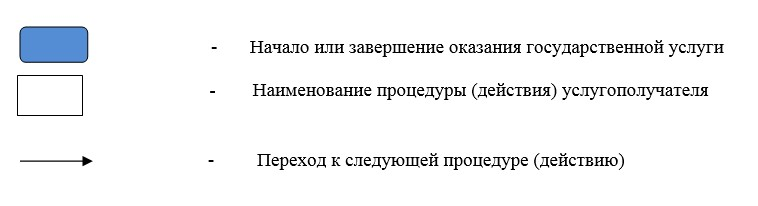 - Начало или завершение оказания государственной услуги
- Наименование процедуры (действия) услугополучателя
- Переход к следующей процедуре (действию)